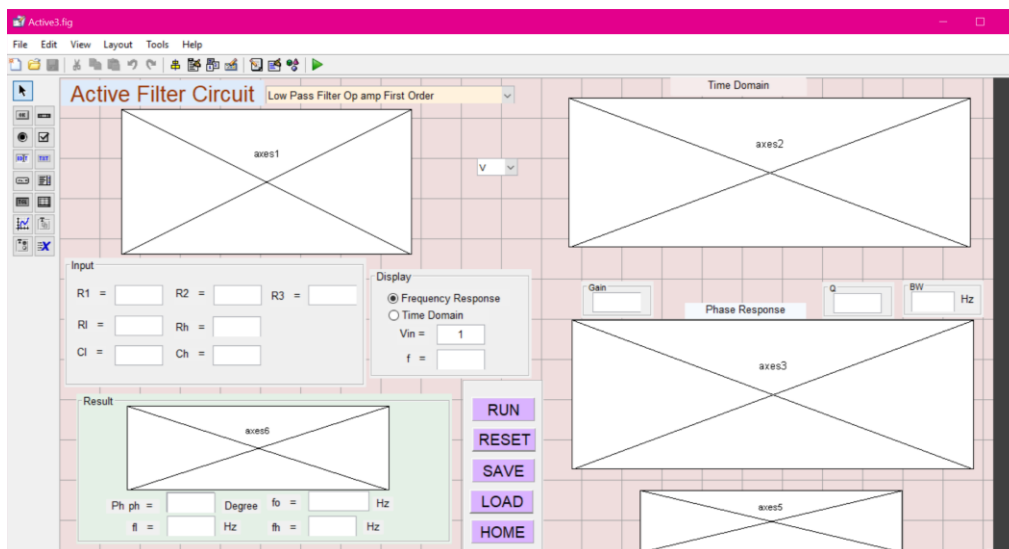 Active3.fig
File Edit View Layout Tools Help
Active Filter Circuit
Low Pass Filter Op amp First Order
axes1
V
Time Domain
axes2
Input
R1 = R2 = R3 =
Rl = Rh =
Cl = Ch =
Display
Frequency Response
Time Domain
Vin = 1
f =
Gain
Q
BW
Hz
Phase Response
axes3
Result
axes6
Ph ph = Degree fo = Hz
fl = Hz fh = Hz
RUN
RESET
SAVE
LOAD
HOME
axes5